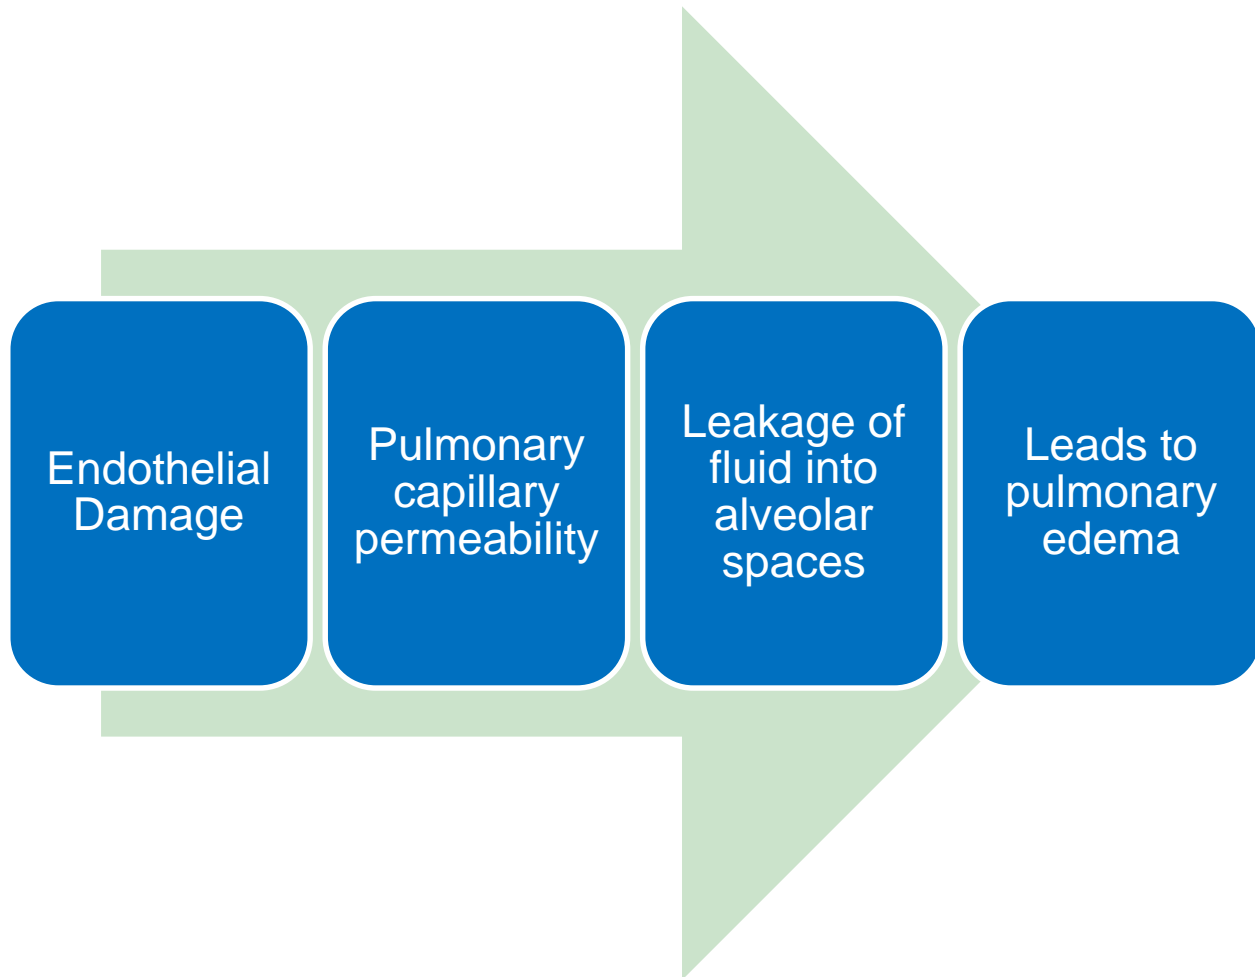 Endothelial
Damage
Pulmonary
capillary
permeability
Leakage of
fluid into
alveolar
spaces
Leads to
pulmonary
edema